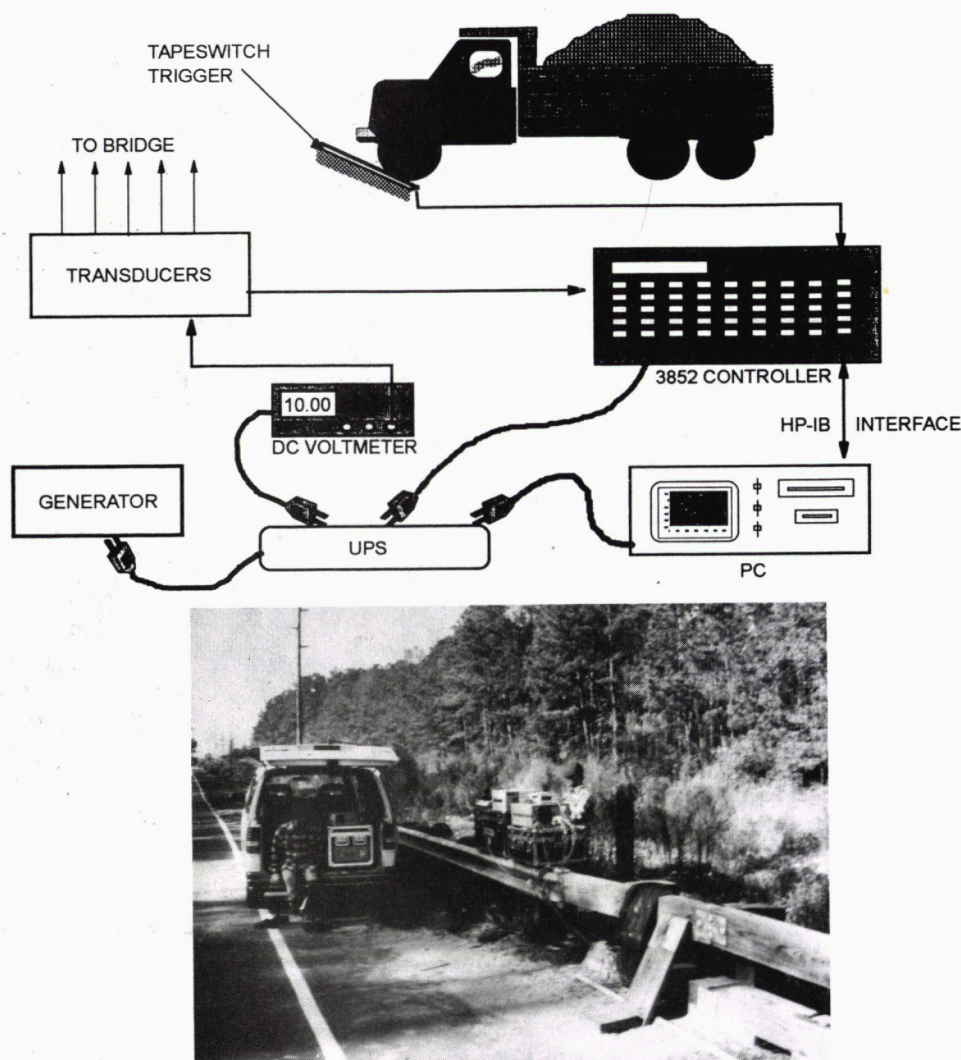 TAPESWITCH
TRIGGER
TO BRIDGE
TRANSDUCERS
3852 CONTROLLER
10.00
DC VOLTMETER
HP-IB INTERFACE
GENERATOR
UPS
PC